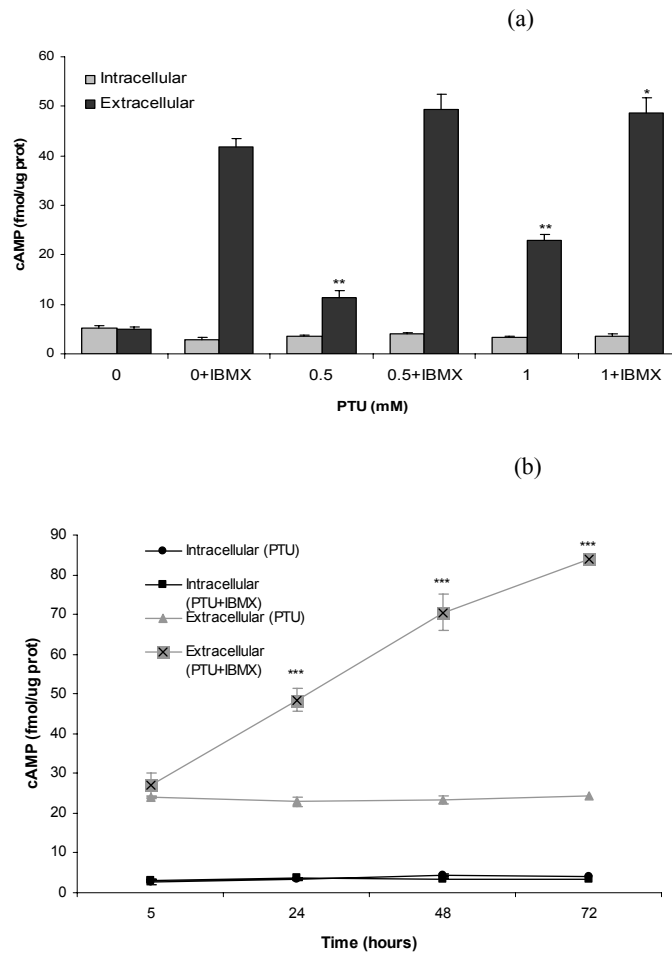 (a)
60
50
40
30
20
10
0
cAMP (fmol/ug prot)
Intracellular
Extracellular
**
**
*
0 0+IBMX 0.5 0.5+IBMX 1 1+IBMX
PTU (mM)
(b)
90
80
70
60
50
40
30
20
10
0
cAMP (fmol/ug prot)
Intracellular (PTU)
Intracellular
(PTU+IBMX)
Extracellular (PTU)
Extracellular
(PTU+IBMX)
***
***
***
5 24 48 72
Time (hours)